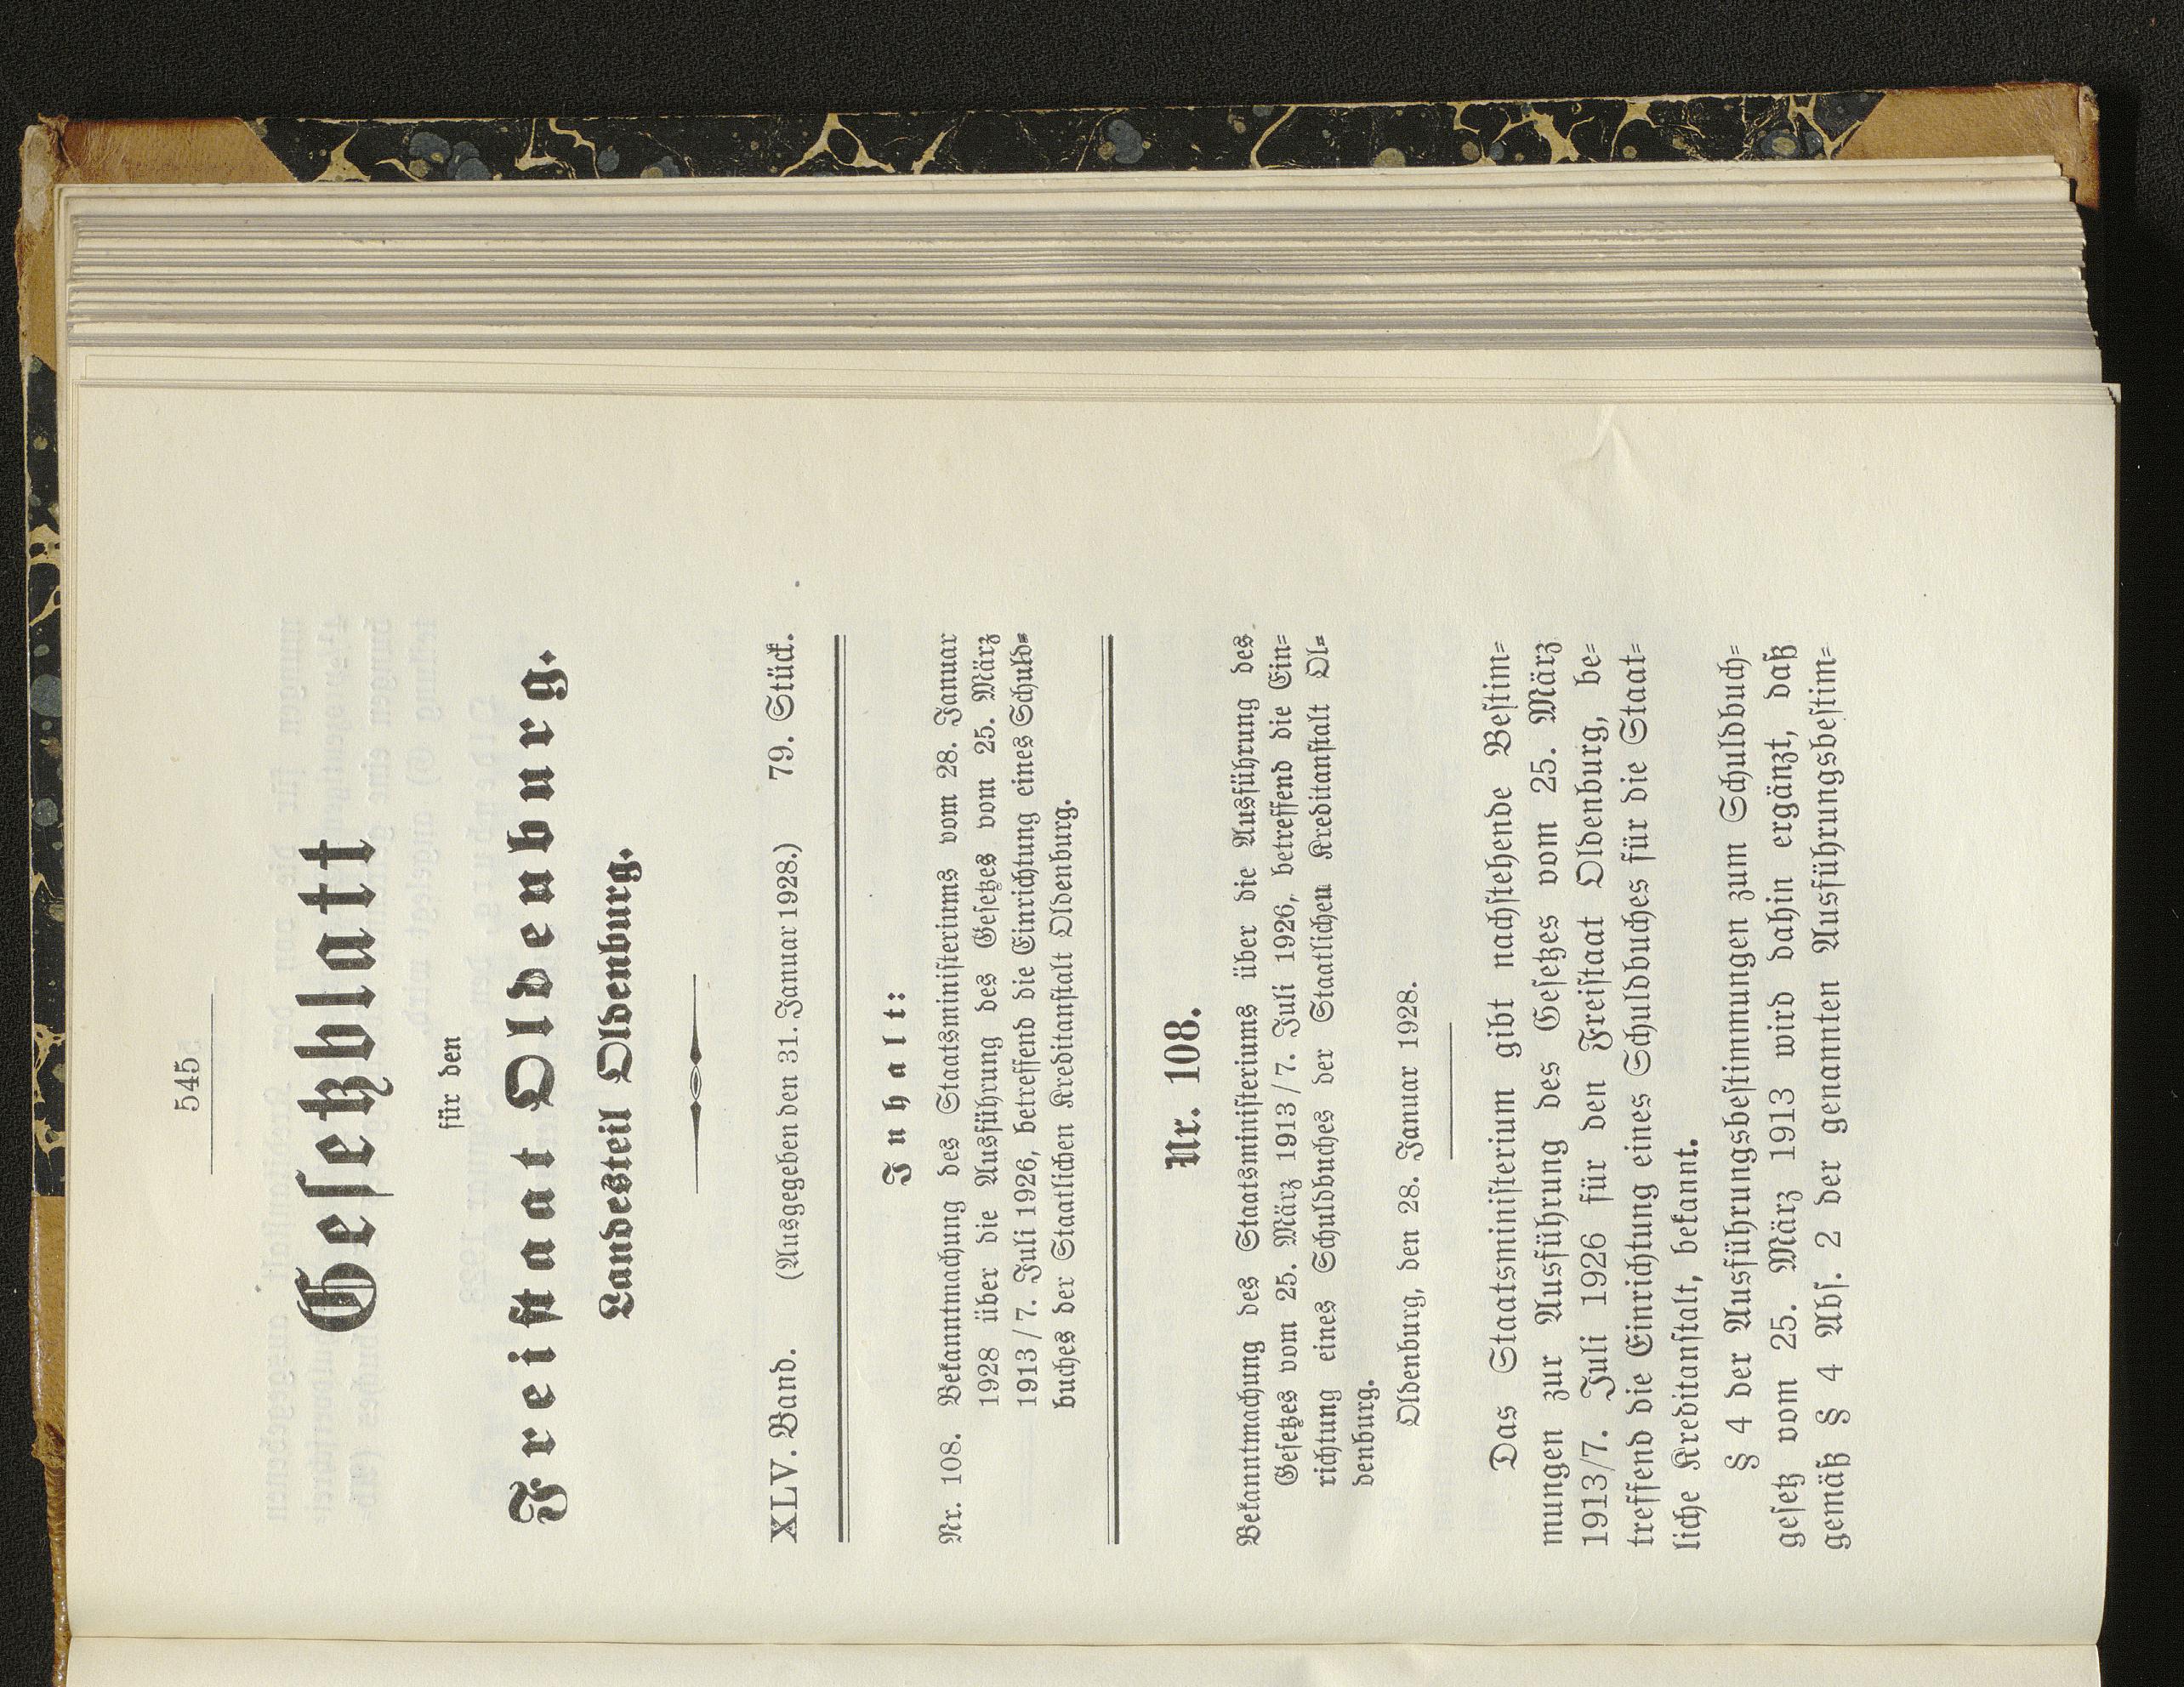 545
Gesetzblatt
für den
Freistaat Oldenburg.
Landesteil Oldenburg.
XLV. Band. (Ausgegeben den 31. Januar 1928.) 79. Stück.
Inhalt:
Nr. 108. Bekanntmachung des Staatsministeriums vom 28. Januar
1928 über die Ausführung des Gesetzes vom 25. März
1913/7. Juli 1926, betreffend die Einrichtung eines Schuld-
buches der Staatlichen Kreditanstalt Oldenburg.
Nr. 108.
Bekanntmachung des Staatsministeriums über die Ausführung des
Gesetzes vom 25. März 1913/7. Juli 1926, betreffend die Ein-
richtung eines Schuldbuches der Staatlichen Kreditanstalt Ol-
denburg.
Oldenburg, den 28. Januar 1928.
Das Staatsministerium gibt nachstehende Bestim-
mungen zur Ausführung des Gesetzes vom 25. März
1913/7. Juli 1926 für den Freistaat Oldenburg, be-
treffend die Einrichtung eines Schuldbuches für die Staat-
liche Kreditanstalt, bekannt.
§ 4 der Ausführungsbestimmungen zum Schuldbuch-
gesetz vom 25. März 1913 wird dahin ergänzt, daß
gemäß § 4 Abs. 2 der genannten Ausführungsbestim-